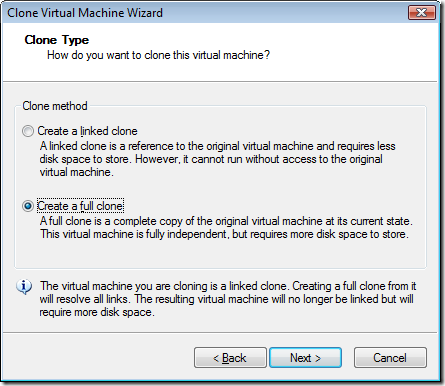 Clone Virtual Machine Wizard
Clone Type
How do you want to clone this virtual machine?
Clone method
Create a linked clone
A linked clone is a reference to the original virtual machine and requires less
disk space to store. However, it cannot run without access to the original
virtual machine.
Create a full clone
A full clone is a complete copy of the original virtual machine at its current state.
This virtual machine is fully independent, but requires more disk space to store.
The virtual machine you are cloning is a linked clone. Creating a full clone from it
will resolve all links. The resulting virtual machine will no longer be linked but will
require more disk space.
< Back
Next >
Cancel